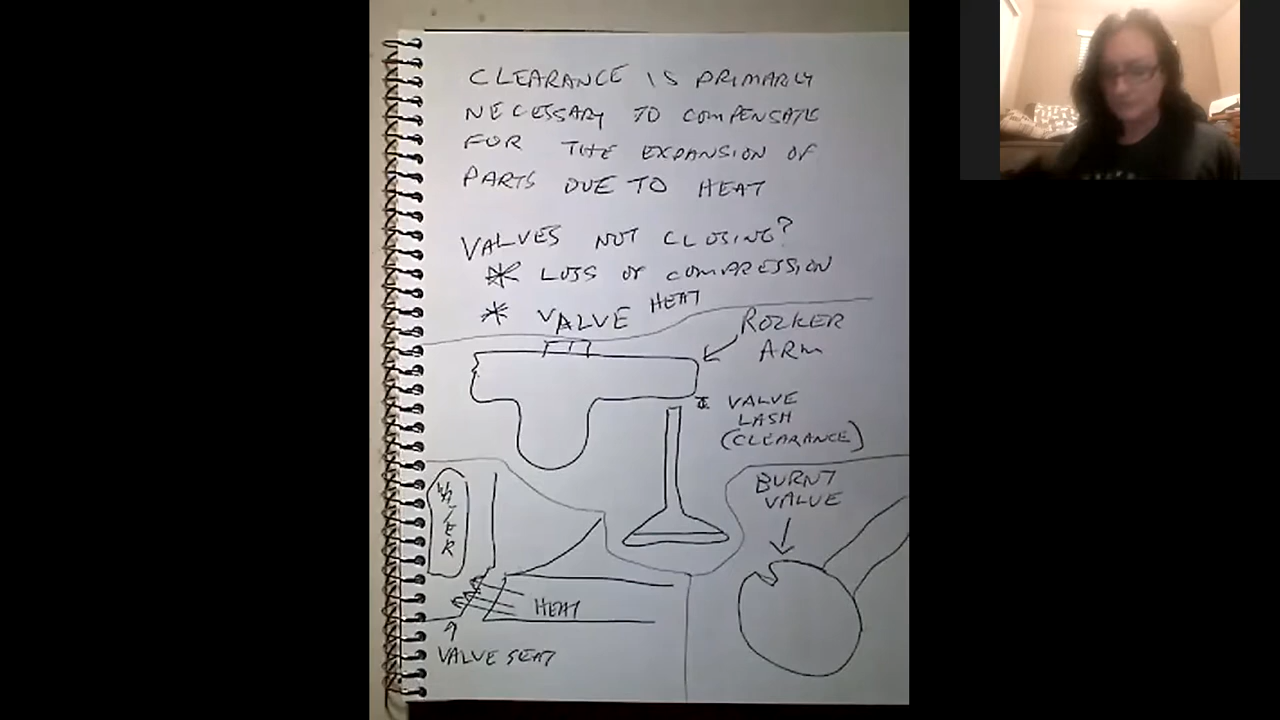 CLEARANCE IS PRIMARILY
NECESSARY TO COMPENSATE
FOR THE EXPANSION OF
PARTS DUE TO HEAT
VALVES NOT CLOSING?
* LOSS OF COMPRESSION
* VALVE HEAT
ROCKER
ARM
VALVE
LASH
(CLEARANCE)
BURNT
VALVE
WATER
HEAT
VALVE SEAT